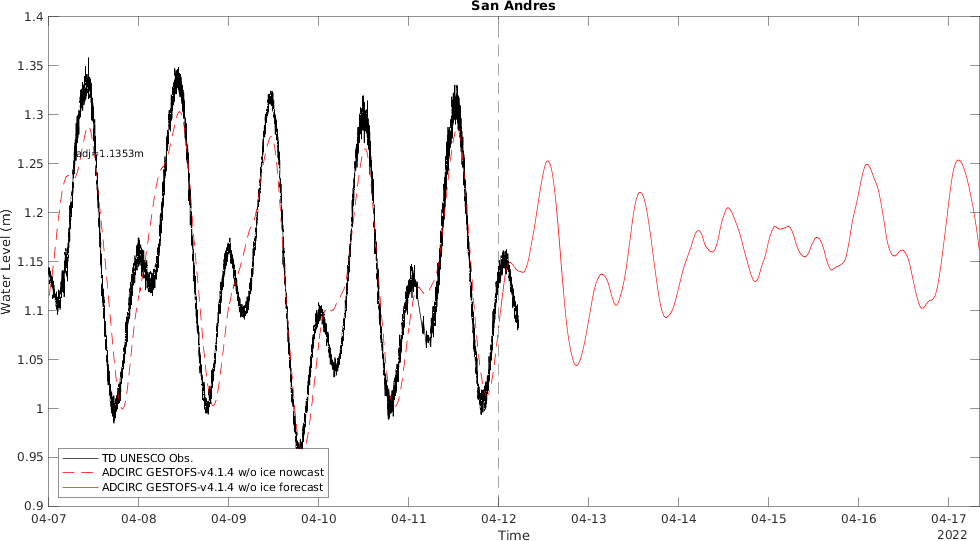 San Andres
1.4
1.35
1.3
1.25
1.2
1.15
1.1
1.05
1
0.95
0.9
Water Level (m)
adj=1.1353m
TD UNESCO Obs.
ADCIRC GESTOFS-v4.1.4 w/o ice nowcast
ADCIRC GESTOFS-v4.1.4 w/o ice forecast
04-07 04-08 04-09 04-10 04-11 04-12 04-13 04-14 04-15 04-16 04-17
Time
2022